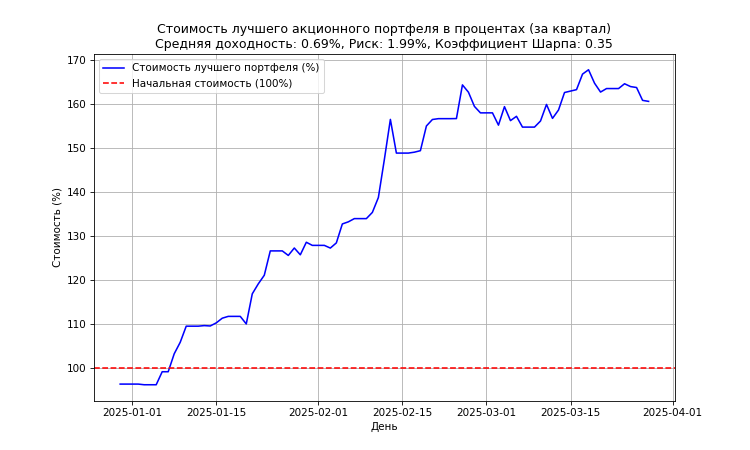 Стоимость лучшего акционного портфеля в процентах (за квартал)
Средняя доходность: 0.69%, Риск: 1.99%, Коэффициент Шарпа: 0.35
Стоимость лучшего портфеля (%)
Начальная стоимость (100%)
Стоимость (%)
170
160
150
140
130
120
110
100
2025-01-01
2025-01-15
2025-02-01
2025-02-15
2025-03-01
2025-03-15
2025-04-01
День